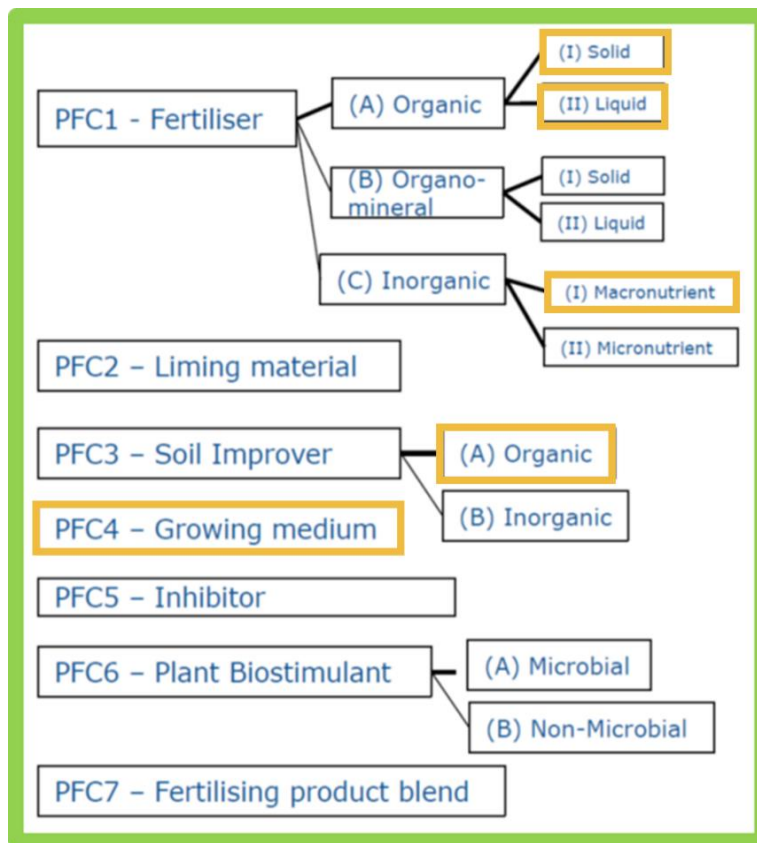 PFC1 - Fertiliser
(A) Organic
(I) Solid
(II) Liquid
(B) Organo-
mineral
(I) Solid
(II) Liquid
(C) Inorganic
(I) Macronutrient
(II) Micronutrient
PFC2 – Liming material
PFC3 – Soil Improver
(A) Organic
(B) Inorganic
PFC4 – Growing medium
PFC5 – Inhibitor
PFC6 – Plant Biostimulant
(A) Microbial
(B) Non-Microbial
PFC7 – Fertilising product blend